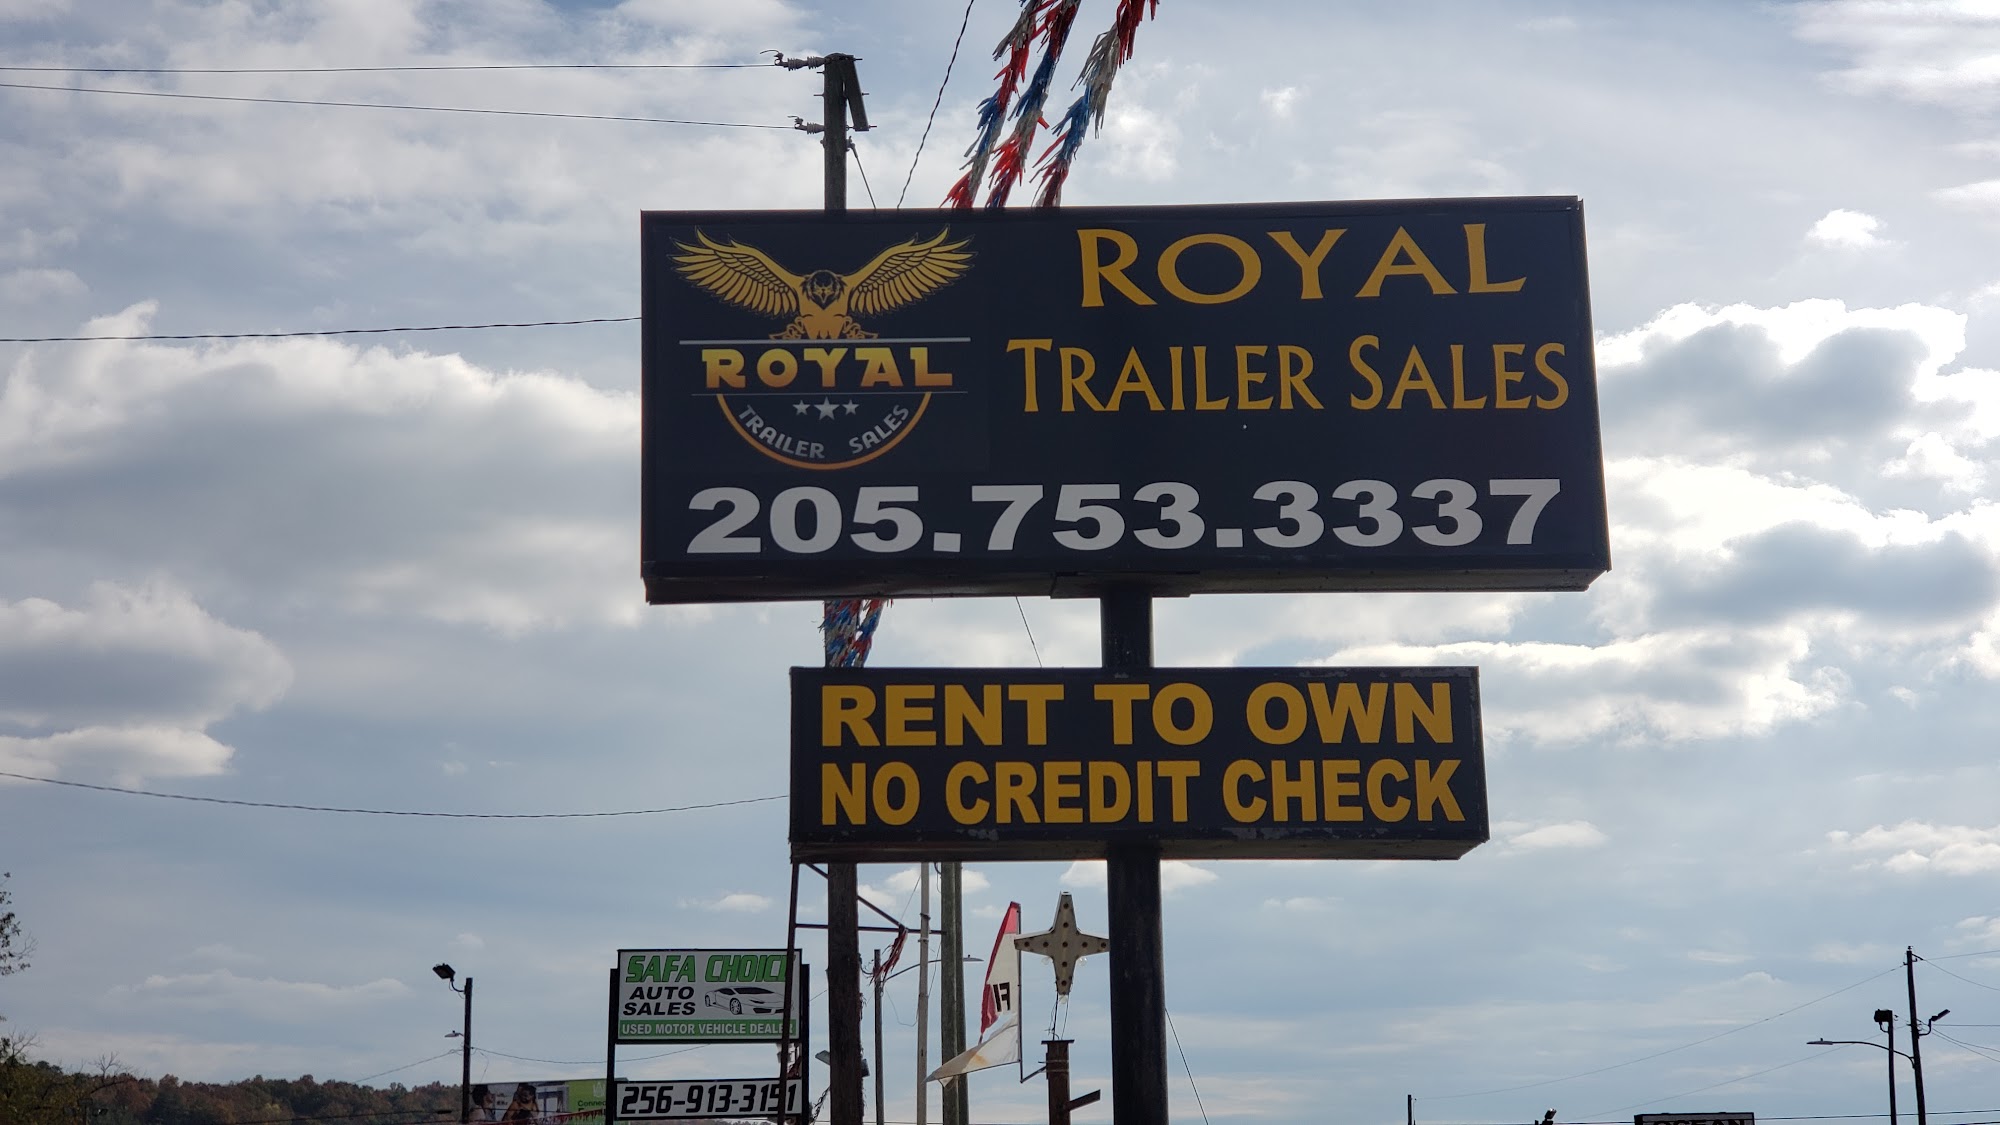 ROYAL
TRAILER SALES
ROYAL
TRAILER SALES
205.753.3337
RENT TO OWN
NO CREDIT CHECK
SAFA CHOICE
AUTO
SALES
USED MOTOR VEHICLE DEALER
256-913-3191